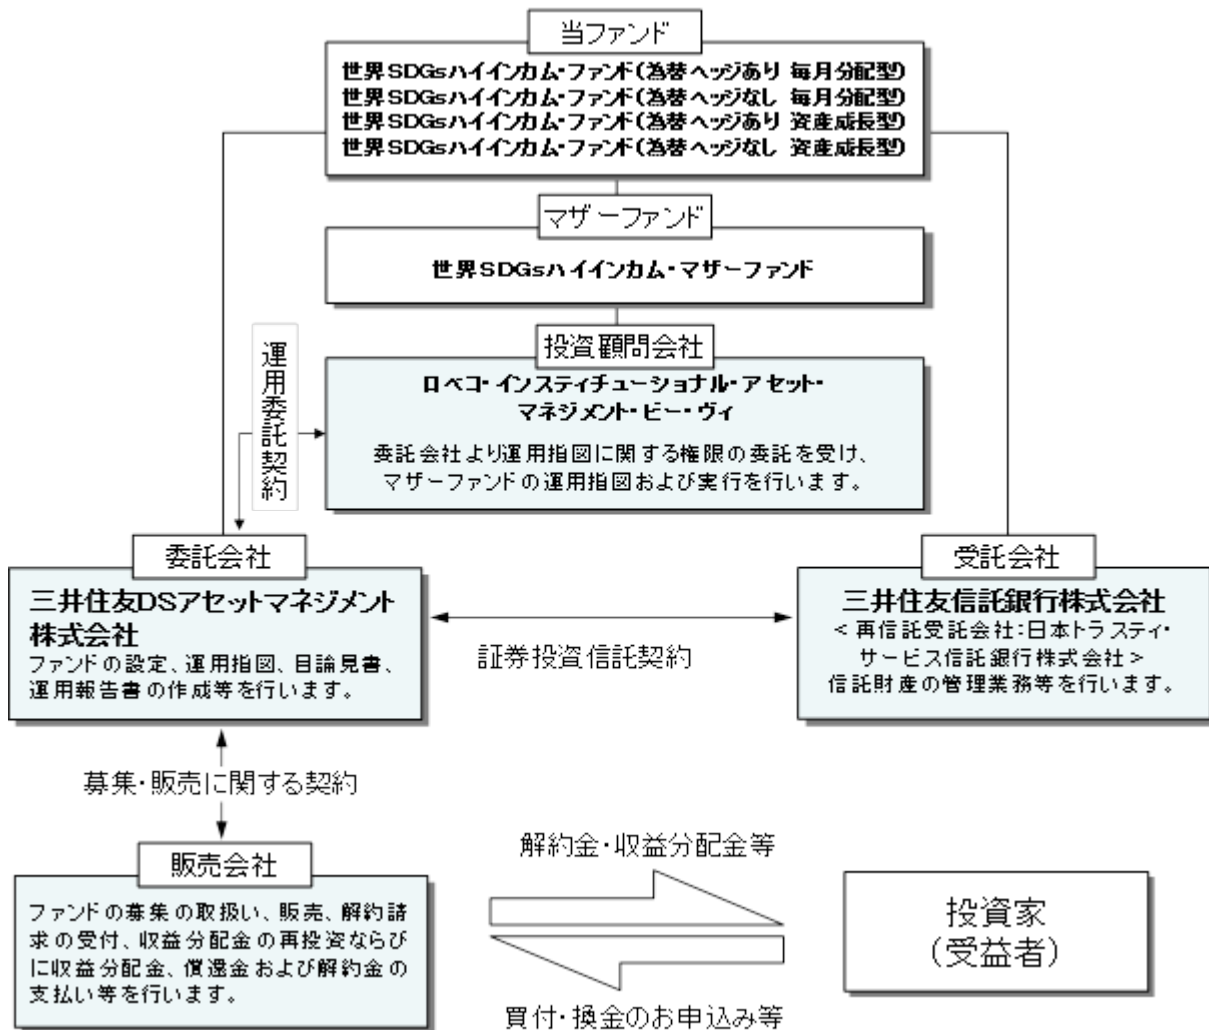 当ファンド
世界SDGsハイインカム・ファンド(為替ヘッジあり 毎月分配型)
世界SDGsハイインカム・ファンド(為替ヘッジなし 毎月分配型)
世界SDGsハイインカム・ファンド(為替ヘッジあり 資産成長型)
世界SDGsハイインカム・ファンド(為替ヘッジなし 資産成長型)
マザーファンド
世界SDGsハイインカム・マザーファンド
投資顧問会社
ロベコ・インスティチューショナル・アセット・
マネジメント・ビー・ヴィ
委託会社より運用指図に関する権限の委託を受け、
マザーファンドの運用指図および実行を行います。
運用委託契約
委託会社
三井住友DSアセットマネジメント
株式会社
ファンドの設定、運用指図、目論見書、
運用報告書の作成等を行います。
証券投資信託契約
受託会社
三井住友信託銀行株式会社
<再信託受託会社:日本トラスティ・
サービス信託銀行株式会社>
信託財産の管理業務等を行います。
募集・販売に関する契約
販売会社
ファンドの募集の取扱い、販売、解約請
求の受付、収益分配金の再投資ならび
に収益分配金、償還金および解約金の
支払い等を行います。
解約金・収益分配金等
買付・換金のお申込み等
投資家
(受益者)